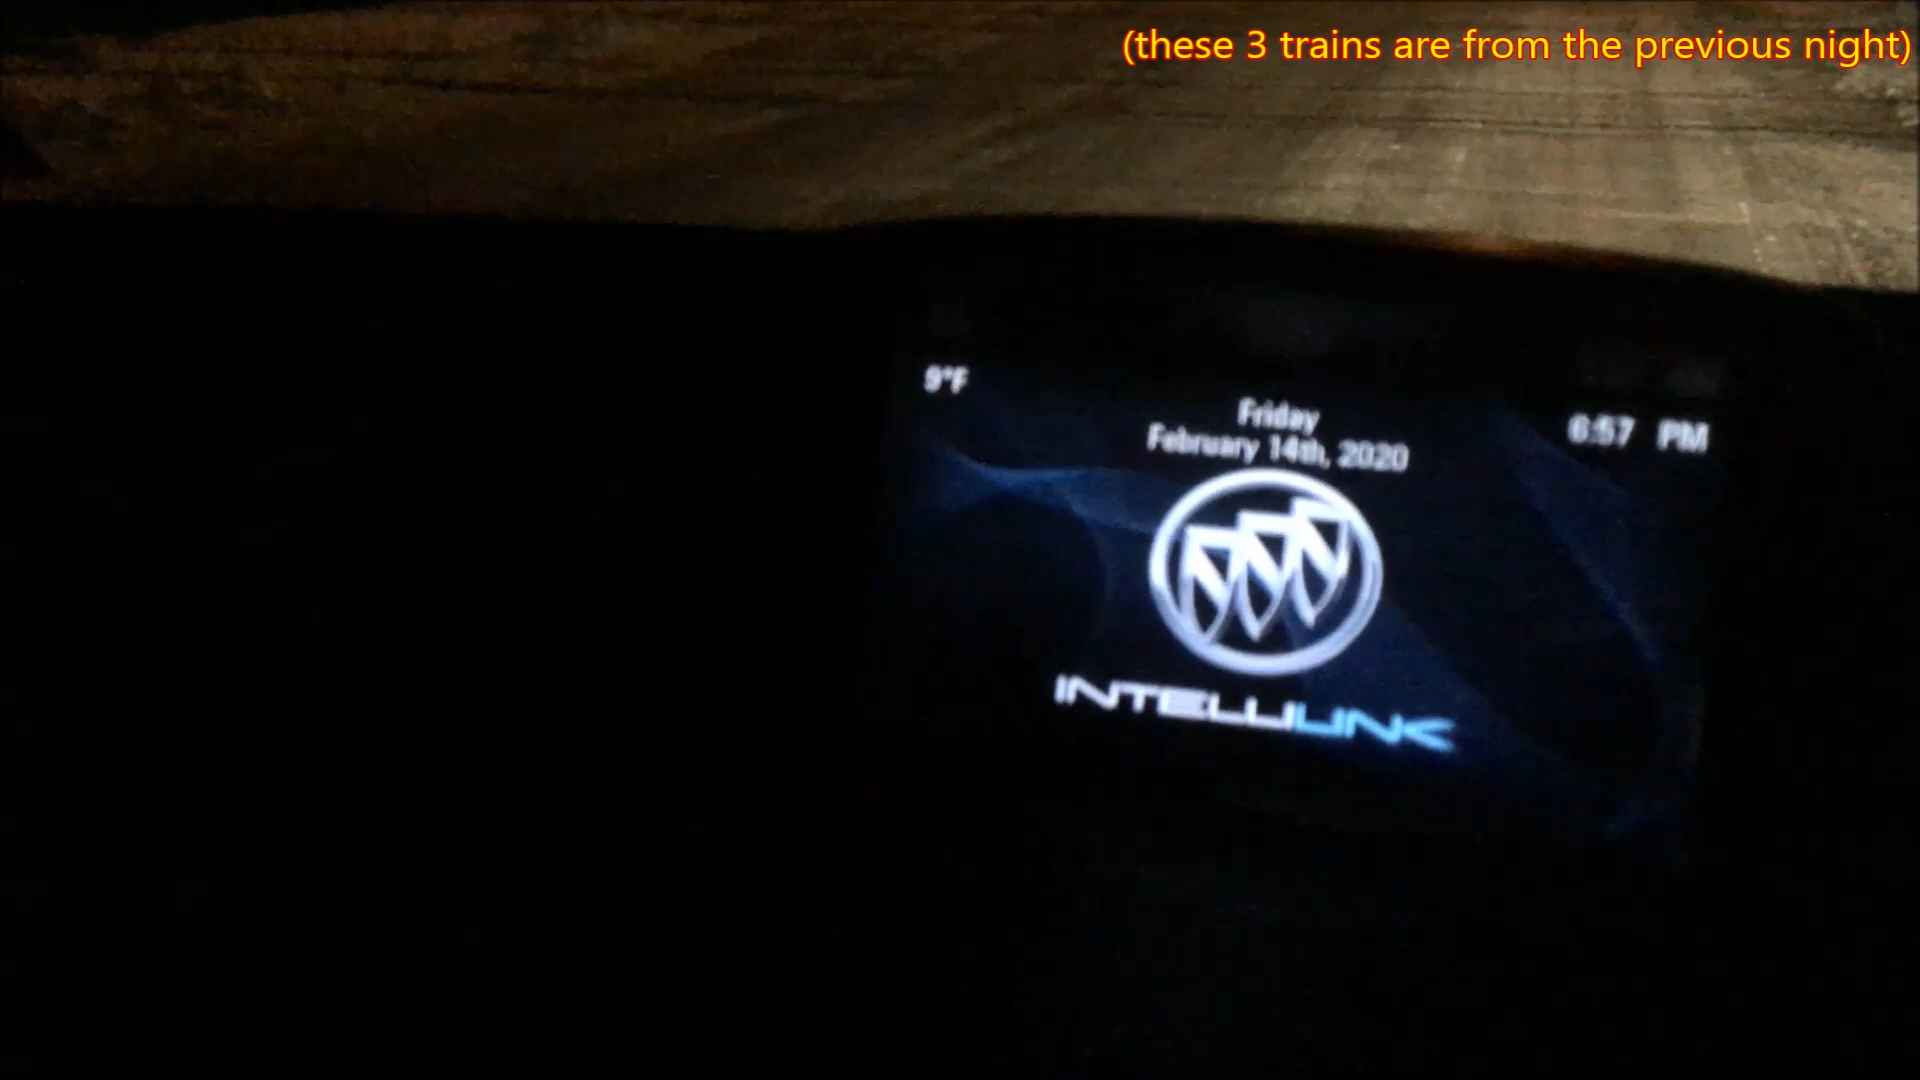 (these 3 trains are from the previous night)
9°F
Friday
6:57 PM
February 14th, 2020
INTELLILINK